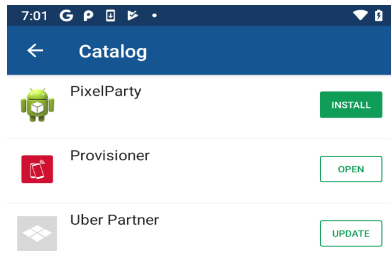 7:01
Catalog
PixelParty
INSTALL
Provisioner
OPEN
Uber Partner
UPDATE